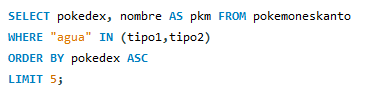 SELECT pokedex, nombre AS pkm FROM pokemoneskanto
WHERE "agua" IN (tipo1,tipo2)
ORDER BY pokedex ASC
LIMIT 5;